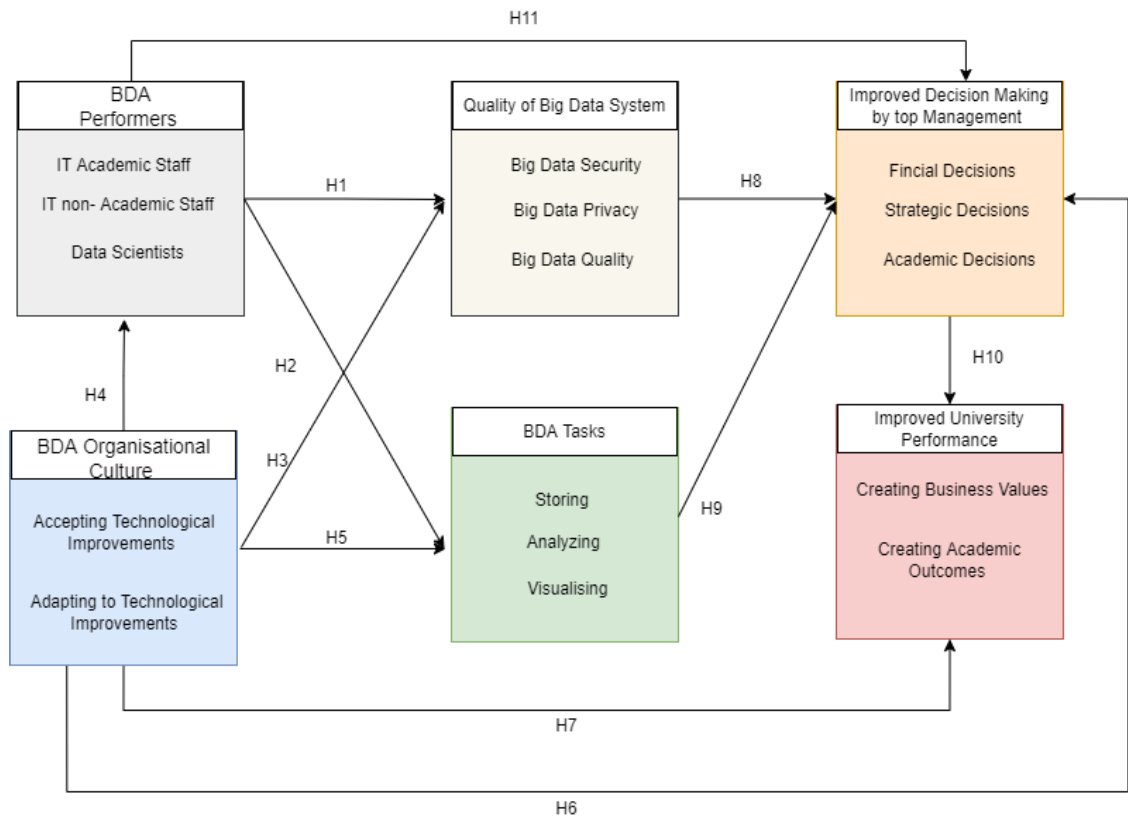 H11
BDA
Performers
IT Academic Staff
IT non- Academic Staff
Data Scientists
H1
Quality of Big Data System
Big Data Security
Big Data Privacy
Big Data Quality
H8
Improved Decision Making
by top Management
Fincial Decisions
Strategic Decisions
Academic Decisions
H4
H2
H3
H10
BDA Organisational
Culture
Accepting Technological
Improvements
Adapting to Technological
Improvements
H5
BDA Tasks
Storing
Analyzing
Visualising
H9
Improved University
Performance
Creating Business Values
Creating Academic
Outcomes
H7
H6